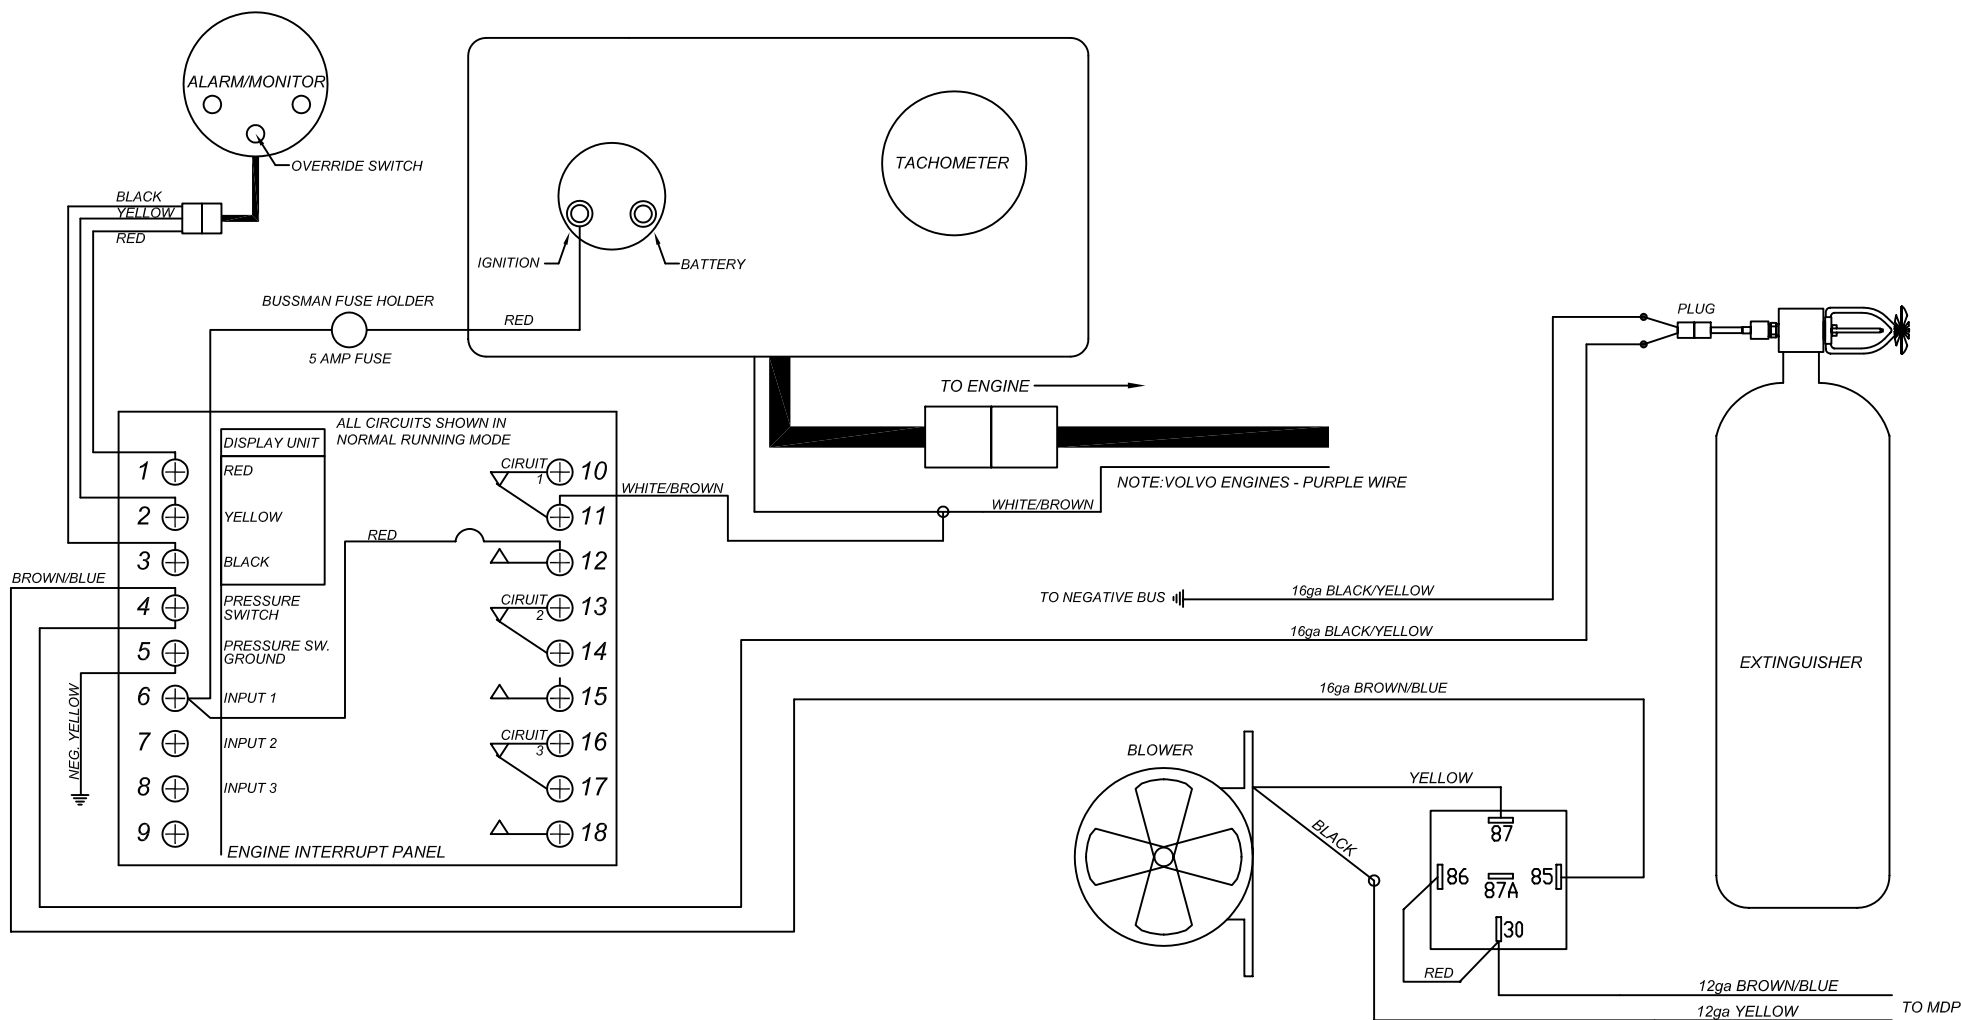 ALARM/MONITOR
OVERRIDE SWITCH
BLACK
YELLOW
RED
TACHOMETER
IGNITION
BATTERY
BUSSMAN FUSE HOLDER
5 AMP FUSE
RED
TO ENGINE
PLUG
ALL CIRCUITS SHOWN IN
NORMAL RUNNING MODE
DISPLAY UNIT
1
RED
CIRUIT
1
10
WHITE/BROWN
NOTE:VOLVO ENGINES - PURPLE WIRE
WHITE/BROWN
2
YELLOW
11
RED
3
BLACK
12
BROWN/BLUE
4
PRESSURE
SWITCH
CIRUIT
2
13
TO NEGATIVE BUS
16ga BLACK/YELLOW
16ga BLACK/YELLOW
5
PRESSURE SW.
GROUND
14
EXTINGUISHER
6
INPUT 1
15
16ga BROWN/BLUE
NEG. YELLOW
7
INPUT 2
CIRUIT
3
16
8
INPUT 3
17
9
18
ENGINE INTERRUPT PANEL
BLOWER
YELLOW
BLACK
87
86
87A
85
30
RED
12ga BROWN/BLUE
12ga YELLOW
TO MDP